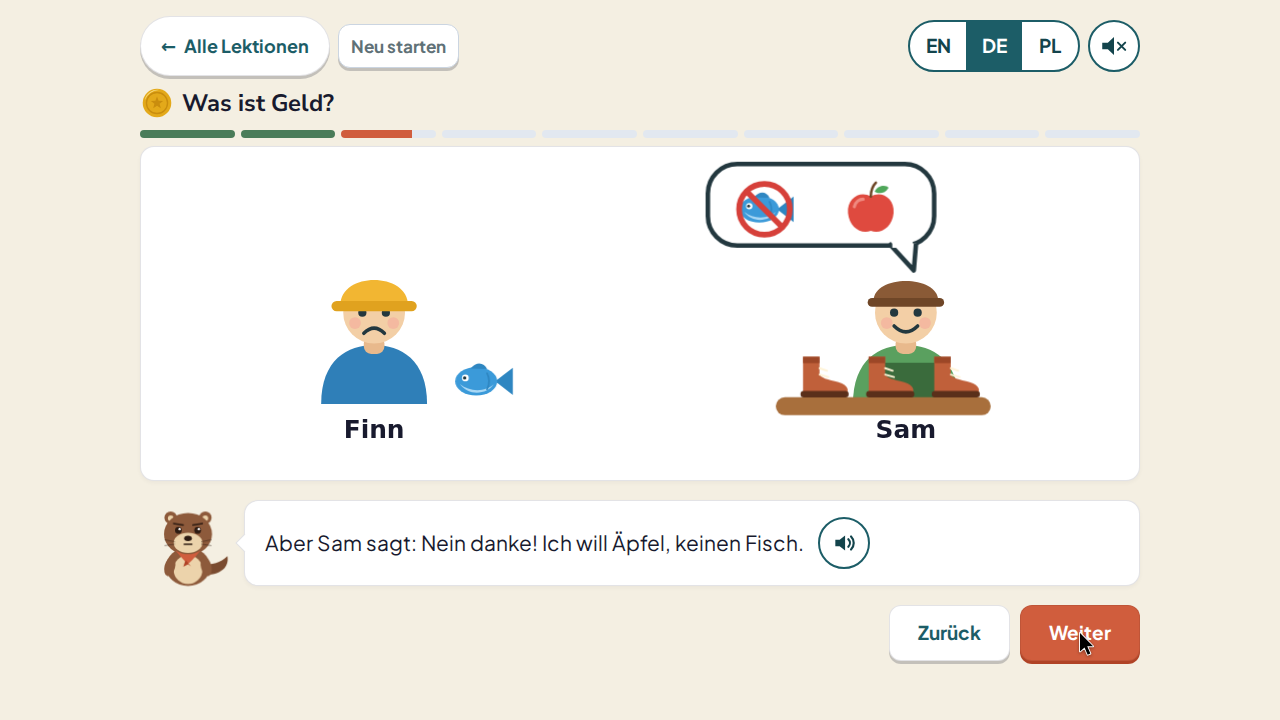 ← Alle Lektionen
Neu starten
EN DE PL
Was ist Geld?
Finn
Sam
Aber Sam sagt: Nein danke! Ich will Äpfel, keinen Fisch.
Zurück
Weiter